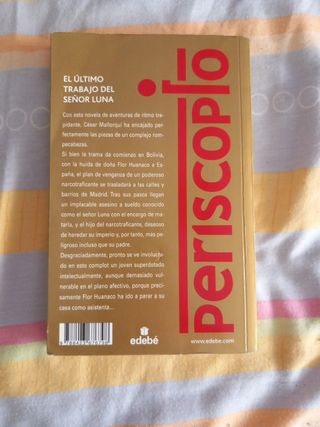 EL ÚLTIMO
TRABAJO DEL
SEÑOR LUNA
Con esta novela de aventuras de ritmo tre-
pidante, César Mallorquí ha encajado per-
fectamente las piezas de un complejo rom-
pecabezas.
Si bien la trama da comienzo en Bolivia,
con la huida de doña Flor Huanaco a Es-
paña, el plan de venganza de un poderoso
narcotraficante se trasladará a las calles y
barrios de Madrid. Tras sus pasos llegan
un implacable asesino a sueldo conocido
como el señor Luna con el encargo de ma-
tarla, y el hijo del narcotraficante, deseoso
de heredar su imperio y, por tanto, más pe-
ligroso incluso que su padre.
Desgraciadamente, pronto se ve involucra-
do en este complot un joven superdotado
intelectualmente, aunque demasiado vul-
nerable en el plano afectivo, porque preci-
samente Flor Huanaco ha ido a parar a su
casa como asistenta...
edebé
www.edebe.com
periscopio